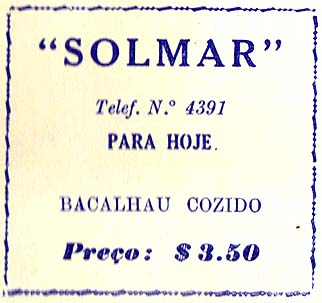 "SOLMAR"
Telef. N.º 4391
PARA HOJE.
BACALHAU COZIDO
Preço: $3.50